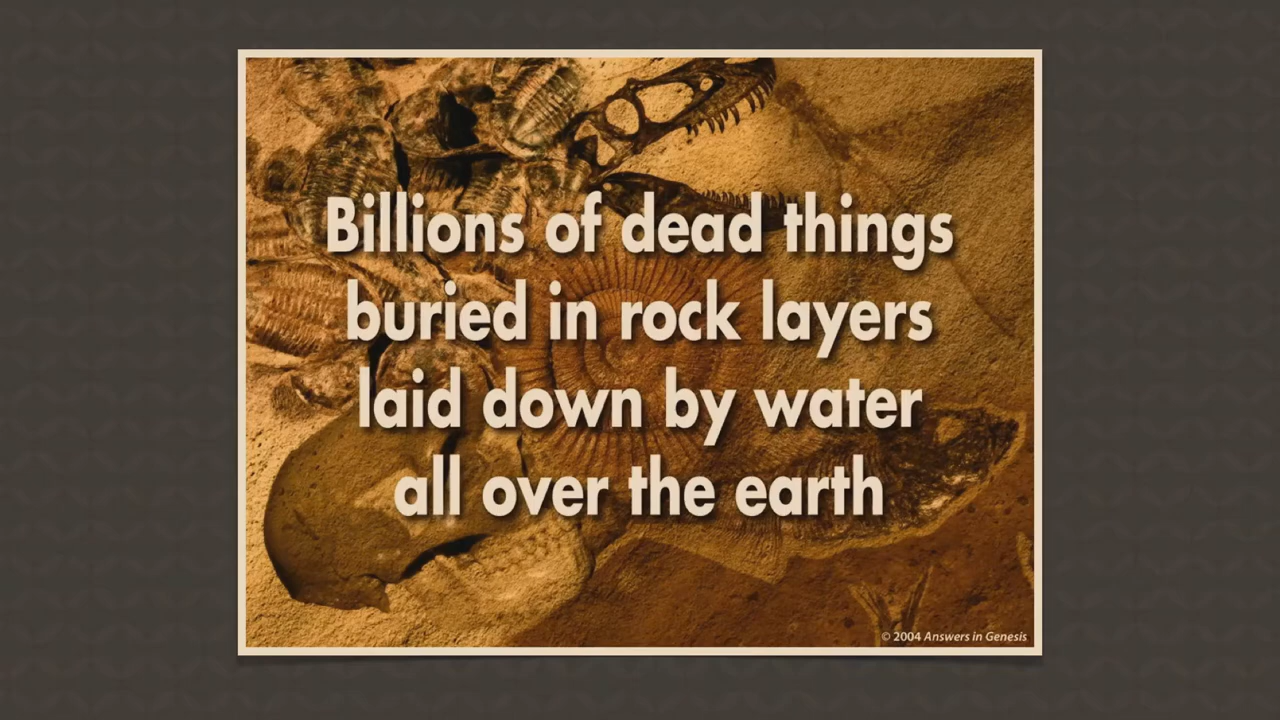 Billions of dead things
buried in rock layers
laid down by water
all over the earth
© 2004 Answers in Genesis